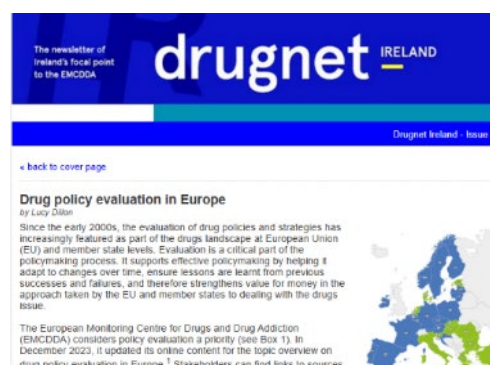 The newsletter of
Ireland's focal point
to the EMCDDA
drugnet IRELAND
Drugnet Ireland - Issue
« back to cover page
Drug policy evaluation in Europe
by Lucy Dillon
Since the early 2000s, the evaluation of drug policies and strategies has
increasingly featured as part of the drugs landscape at European Union
(EU) and member state levels. Evaluation is a critical part of the
policymaking process. It supports effective policymaking by helping it
adapt to changes over time, ensure lessons are learnt from previous
successes and failures, and therefore strengthens value for money in the
approach taken by the EU and member states to dealing with the drugs
issue.
The European Monitoring Centre for Drugs and Drug Addiction
(EMCDDA) considers policy evaluation a priority (see Box 1). In
December 2023, it updated its online content for the topic overview on
drug policy evaluation in Europe.1 Stakeholders can find links to sources